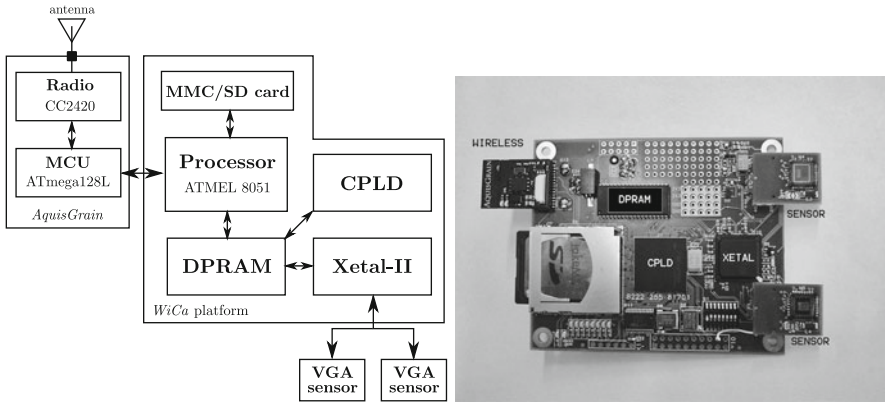 antenna
Radio
CC2420
MCU
ATmega128L
AquisGrain
MMC/SD card
Processor
ATMEL 8051
CPLD
DPRAM
Xetal-II
WiCa platform
VGA
sensor
VGA
sensor
WIRELESS
AQUISGRAIN
DPRAM
SENSOR
CPLD
XETAL
SENSOR